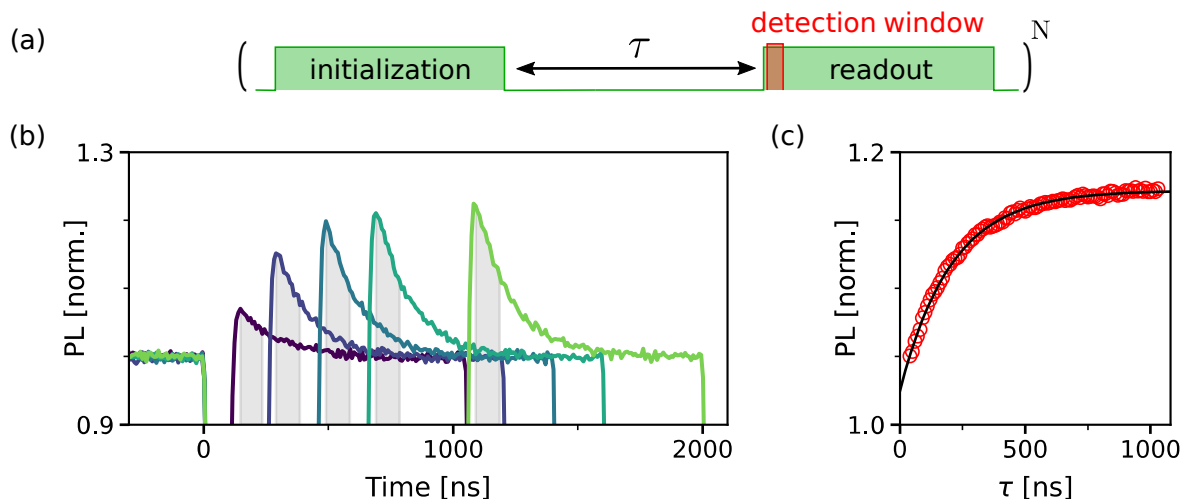 (a)
detection window
( initialization τ readout )N
(b)
(c)
1.3
0.9
PL [norm.]
0
1000
2000
Time [ns]
1.2
1.0
PL [norm.]
0
500
1000
τ [ns]